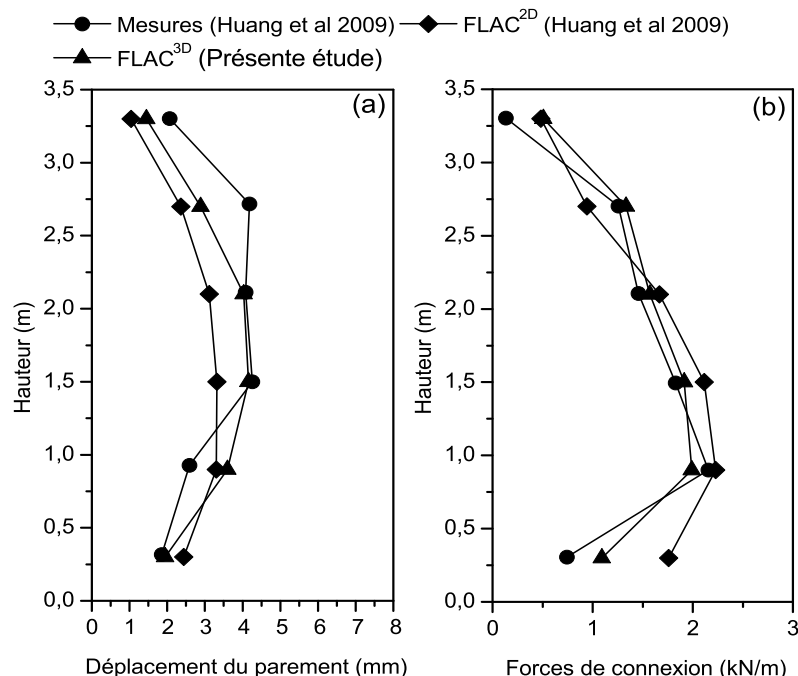 Mesures (Huang et al 2009)
FLAC2D (Huang et al 2009)
FLAC3D (Présente étude)
(a)
3,5
3,0
2,5
2,0
1,5
1,0
0,5
0,0
Hauteur (m)
0 1 2 3 4 5 6 7 8
Déplacement du parement (mm)
(b)
3,5
3,0
2,5
2,0
1,5
1,0
0,5
0,0
Hauteur (m)
0 1 2 3
Forces de connexion (kN/m)